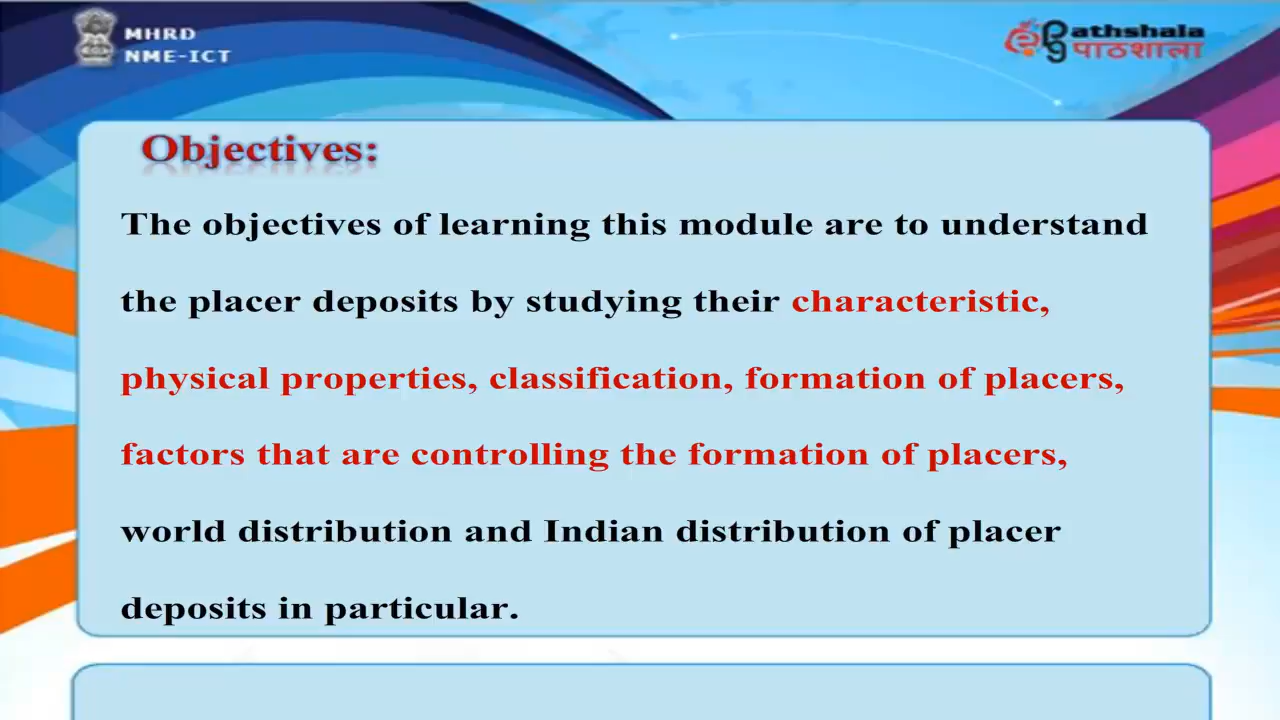 MHRD
NME-ICT
epg athshala
पाठशाला
Objectives:
The objectives of learning this module are to understand
the placer deposits by studying their characteristic,
physical properties, classification, formation of placers,
factors that are controlling the formation of placers,
world distribution and Indian distribution of placer
deposits in particular.